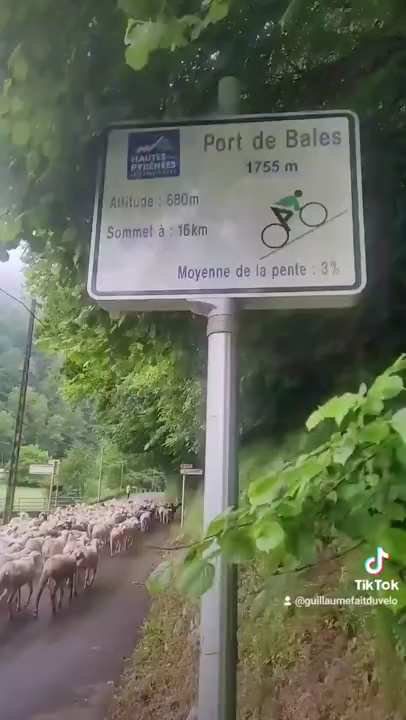 HAUTES
PYRÉNÉES
Port de Bales
1755 m
Altitude : 680m
Sommet à : 16km
Moyenne de la pente : 3%
TikTok
@guillaumefaitduvelo